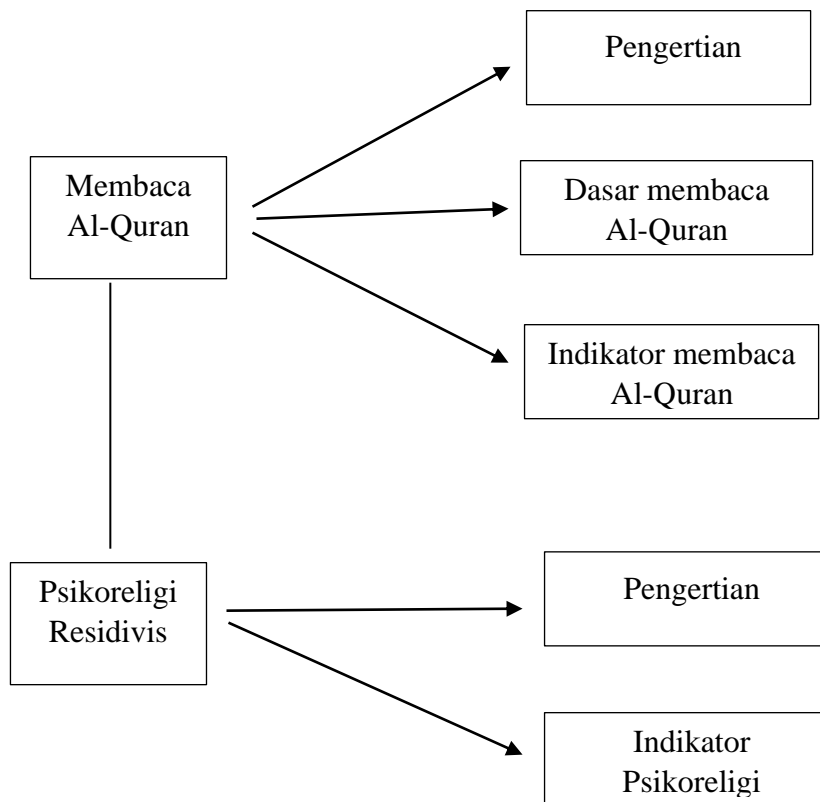 Pengertian
Membaca
Al-Quran
Dasar membaca
Al-Quran
Indikator membaca
Al-Quran
Psikoreligi
Residivis
Pengertian
Indikator
Psikoreligi